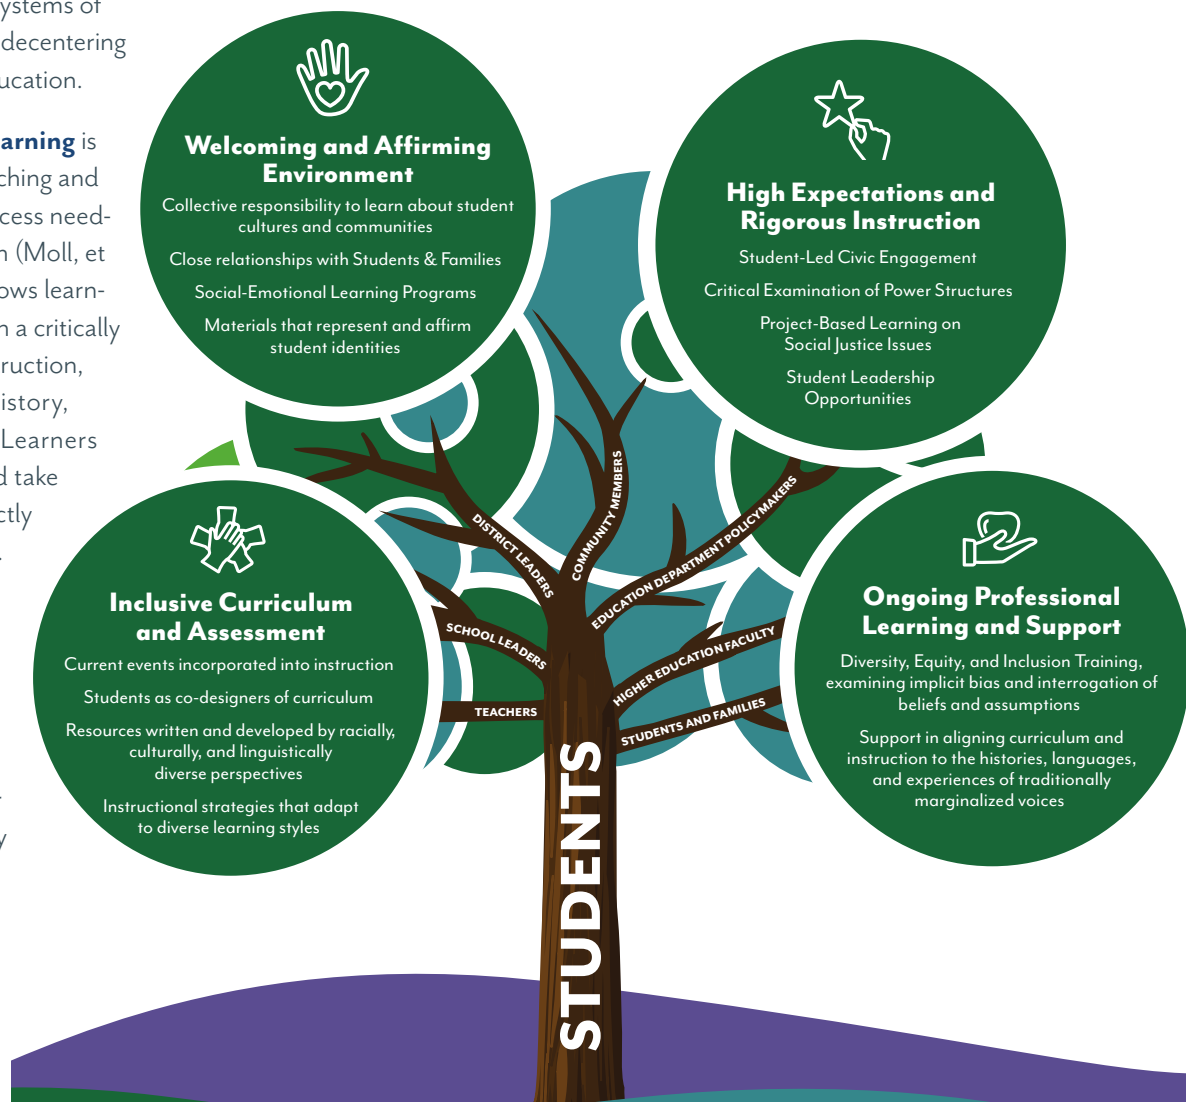 ystems of
decentering
ucation.
arning is
ching and
cess need-
n (Moll, et
ows learn-
n a critically
ruction,
istory,
Learners
d take
ctly
Welcoming and Affirming
Environment
Collective responsibility to learn about student
cultures and communities
Close relationships with Students & Families
Social-Emotional Learning Programs
Materials that represent and affirm
student identities
High Expectations and
Rigorous Instruction
Student-Led Civic Engagement
Critical Examination of Power Structures
Project-Based Learning on
Social Justice Issues
Student Leadership
Opportunities
Inclusive Curriculum
and Assessment
Current events incorporated into instruction
Students as co-designers of curriculum
Resources written and developed by racially,
culturally, and linguistically
diverse perspectives
Instructional strategies that adapt
to diverse learning styles
Ongoing Professional
Learning and Support
Diversity, Equity, and Inclusion Training,
examining implicit bias and interrogation of
beliefs and assumptions
Support in aligning curriculum and
instruction to the histories, languages,
and experiences of traditionally
marginalized voices
DISTRICT LEADERS
COMMUNITY MEMBERS
EDUCATION DEPARTMENT POLICYMAKERS
SCHOOL LEADERS
HIGHER EDUCATION FACULTY
TEACHERS
STUDENTS AND FAMILIES
STUDENTS